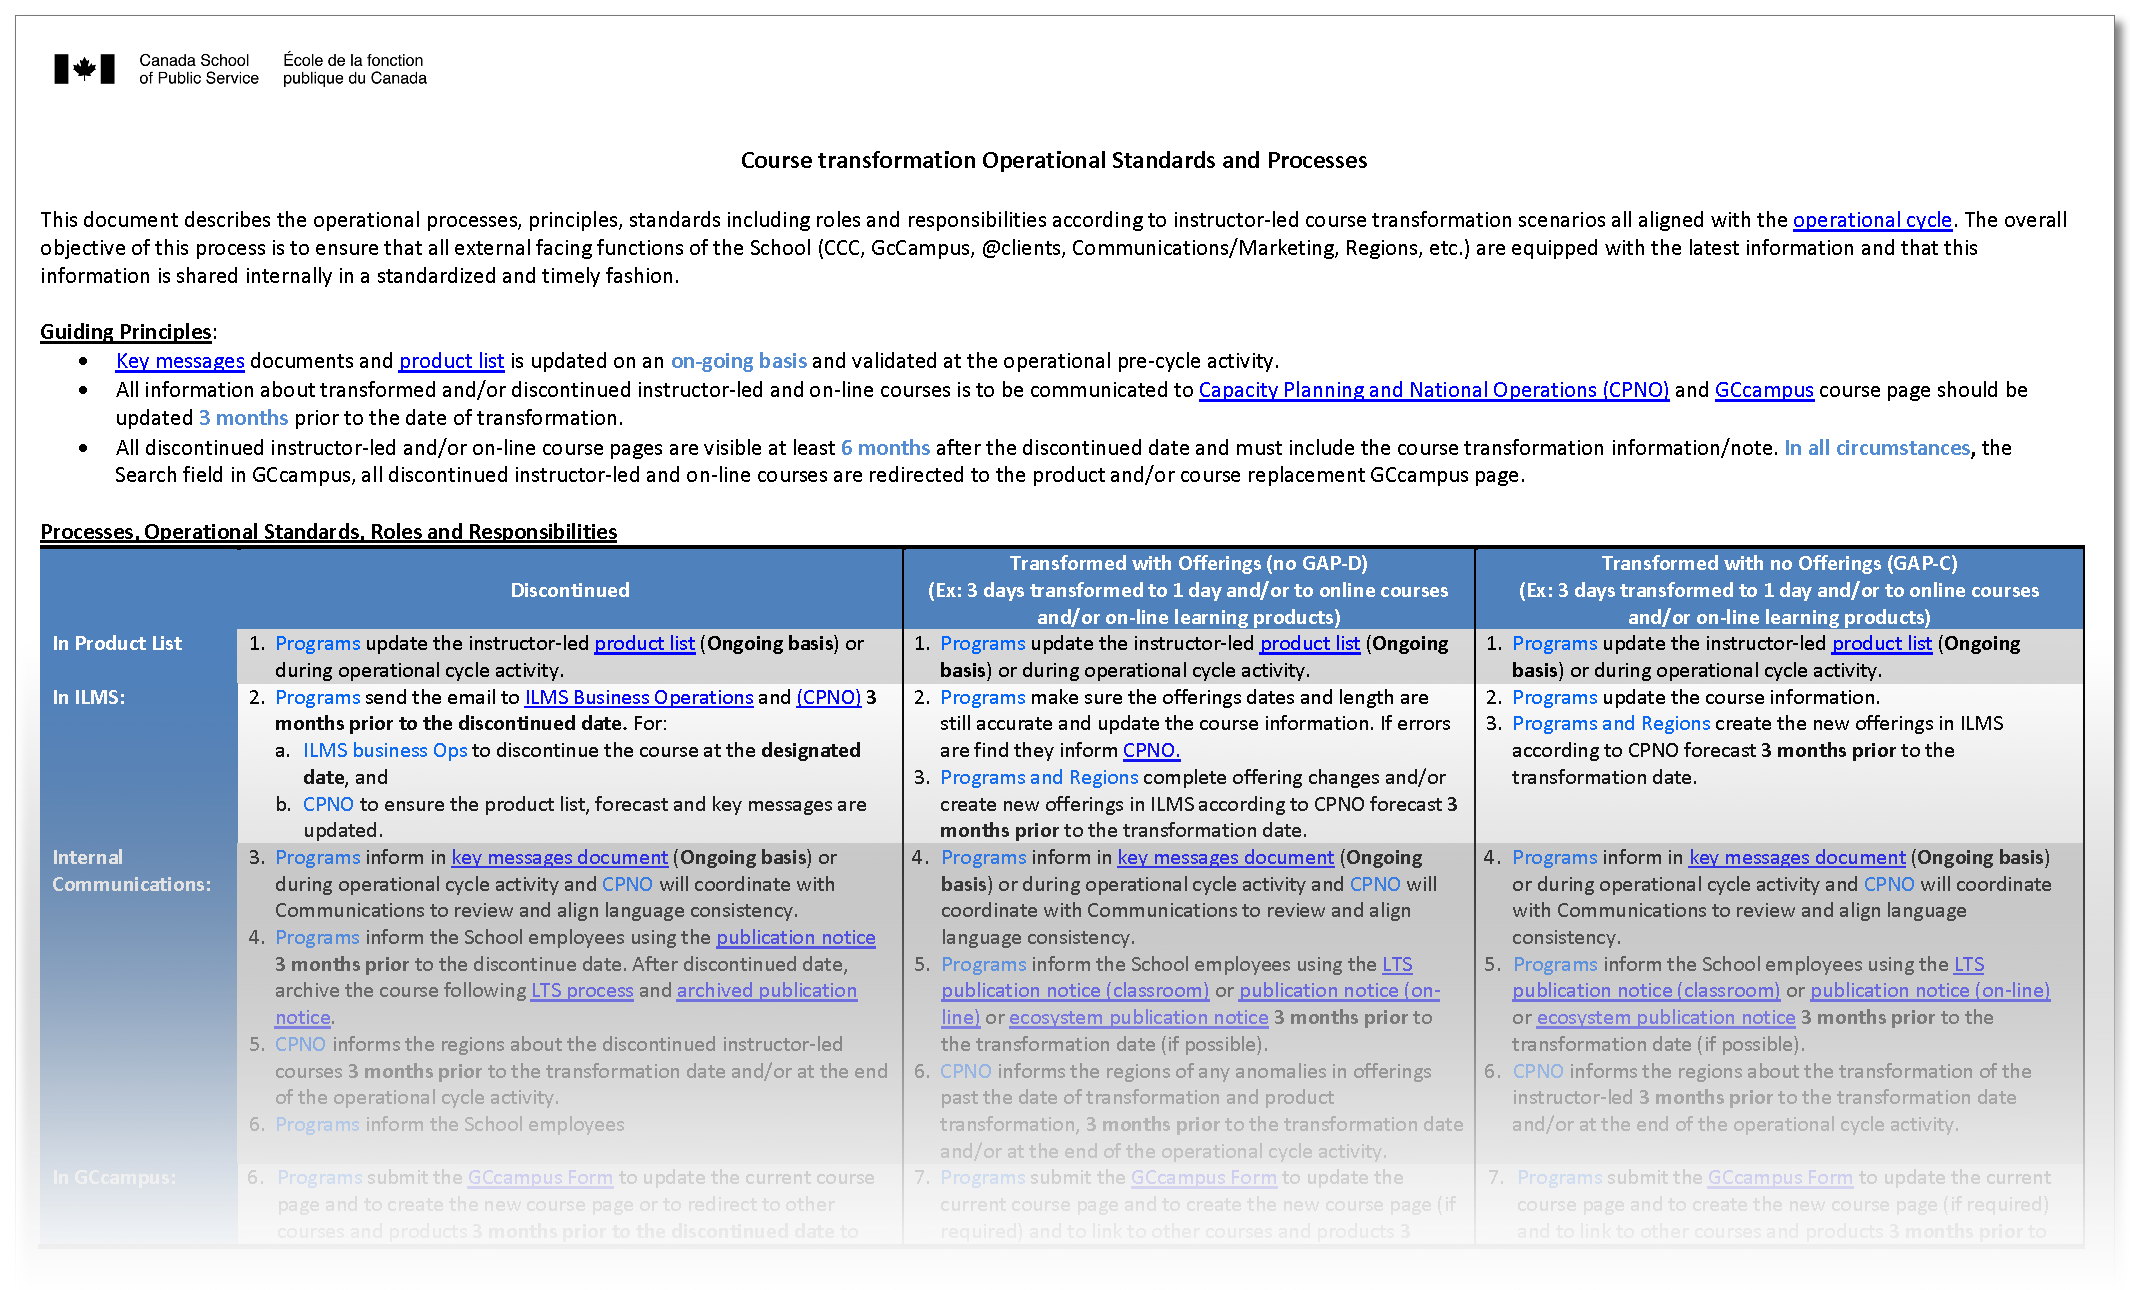 Canada School
of Public Service
École de la fonction
publique du Canada
Course transformation Operational Standards and Processes
This document describes the operational processes, principles, standards including roles and responsibilities according to instructor-led course transformation scenarios all aligned with the operational cycle. The overall
objective of this process is to ensure that all external facing functions of the School (CCC, GcCampus, @clients, Communications/Marketing, Regions, etc.) are equipped with the latest information and that this
information is shared internally in a standardized and timely fashion.
Guiding Principles:
• Key messages documents and product list is updated on an on-going basis and validated at the operational pre-cycle activity.
• All information about transformed and/or discontinued instructor-led and on-line courses is to be communicated to Capacity Planning and National Operations (CPNO) and GCcampus course page should be
updated 3 months prior to the date of transformation.
• All discontinued instructor-led and/or on-line course pages are visible at least 6 months after the discontinued date and must include the course transformation information/note. In all circumstances, the
Search field in GCcampus, all discontinued instructor-led and on-line courses are redirected to the product and/or course replacement GCcampus page.
Processes, Operational Standards, Roles and Responsibilities
Discontinued
Transformed with Offerings (no GAP-D)
(Ex: 3 days transformed to 1 day and/or to online courses
and/or on-line learning products)
Transformed with no Offerings (GAP-C)
(Ex: 3 days transformed to 1 day and/or to online courses
and/or on-line learning products)
In Product List
1. Programs update the instructor-led product list (Ongoing basis) or
during operational cycle activity.
1. Programs update the instructor-led product list (Ongoing
basis) or during operational cycle activity.
1. Programs update the instructor-led product list (Ongoing
basis) or during operational cycle activity.
In ILMS:
2. Programs send the email to ILMS Business Operations and (CPNO) 3
months prior to the discontinued date. For:
a. ILMS business Ops to discontinue the course at the designated
date, and
b. CPNO to ensure the product list, forecast and key messages are
updated.
2. Programs make sure the offerings dates and length are
still accurate and update the course information. If errors
are find they inform CPNO.
3. Programs and Regions complete offering changes and/or
create new offerings in ILMS according to CPNO forecast 3
months prior to the transformation date.
2. Programs update the course information.
3. Programs and Regions create the new offerings in ILMS
according to CPNO forecast 3 months prior to the
transformation date.
Internal
Communications:
3. Programs inform in key messages document (Ongoing basis) or
during operational cycle activity and CPNO will coordinate with
Communications to review and align language consistency.
4. Programs inform the School employees using the publication notice
3 months prior to the discontinue date. After discontinued date,
archive the course following LTS process and archived publication
notice.
5. CPNO informs the regions about the discontinued instructor-led
courses 3 months prior to the transformation date and/or at the end
of the operational cycle activity.
6. Programs inform the School employees
4. Programs inform in key messages document (Ongoing
basis) or during operational cycle activity and CPNO will
coordinate with Communications to review and align
language consistency.
5. Programs inform the School employees using the LTS
publication notice (classroom) or publication notice (on-
line) or ecosystem publication notice 3 months prior to
the transformation date (if possible).
6. CPNO informs the regions of any anomalies in offerings
past the date of transformation and product
transformation, 3 months prior to the transformation date
and/or at the end of the operational cycle activity.
4. Programs inform in key messages document (Ongoing basis)
or during operational cycle activity and CPNO will coordinate
with Communications to review and align language
consistency.
5. Programs inform the School employees using the LTS
publication notice (classroom) or publication notice (on-line)
or ecosystem publication notice 3 months prior to the
transformation date (if possible).
6. CPNO informs the regions about the transformation of the
instructor-led 3 months prior to the transformation date
and/or at the end of the operational cycle activity.
In GCcampus:
6. Programs submit the GCcampus Form to update the current course
page and to create the new course page or to redirect to other
courses and products 3 months prior to the discontinued date to
7. Programs submit the GCcampus Form to update the
current course page and to create the new course page (if
required) and to link to other courses and products 3
7. Programs submit the GCcampus Form to update the current
course page and to create the new course page (if required)
and to link to other courses and products 3 months prior to